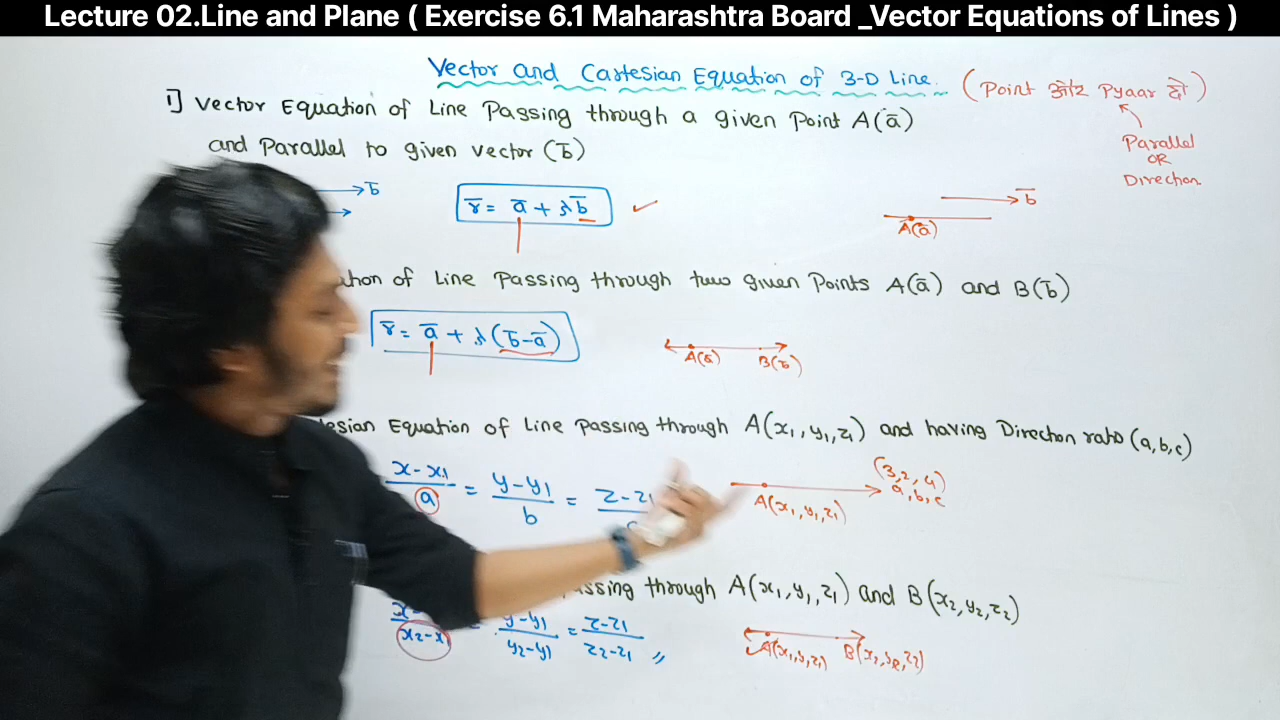 Lecture 02.Line and Plane ( Exercise 6.1 Maharashtra Board _Vector Equations of Lines )
Vector and Cartesian Equation of 3-D Line. (Point और Pyaar दो)
Parallel
OR
Direction
1] Vector Equation of Line Passing through a given Point A(a̅)
and Parallel to given vector (b̅)
b̅
r̅ = a̅ + λb̅
b̅
A(a̅)
of Line Passing through two given Points A(a̅) and B(b̅)
r̅ = a̅ + λ(b̅-a̅)
A(a̅) B(b̅)
Equation of Line Passing through A(x₁,y₁,z₁) and having Direction ratio (a,b,c)
x-x₁/a = y-y₁/b = z-z₁
(3,2,4)
a,b,c
A(x₁,y₁,z₁)
through A(x₁,y₁,z₁) and B(x₂,y₂,z₂)
x₂-x₁ = y-y₁/y₂-y₁ = z-z₁/z₂-z₁
A(x₁,y₁,z₁) B(x₂,y₂,z₂)